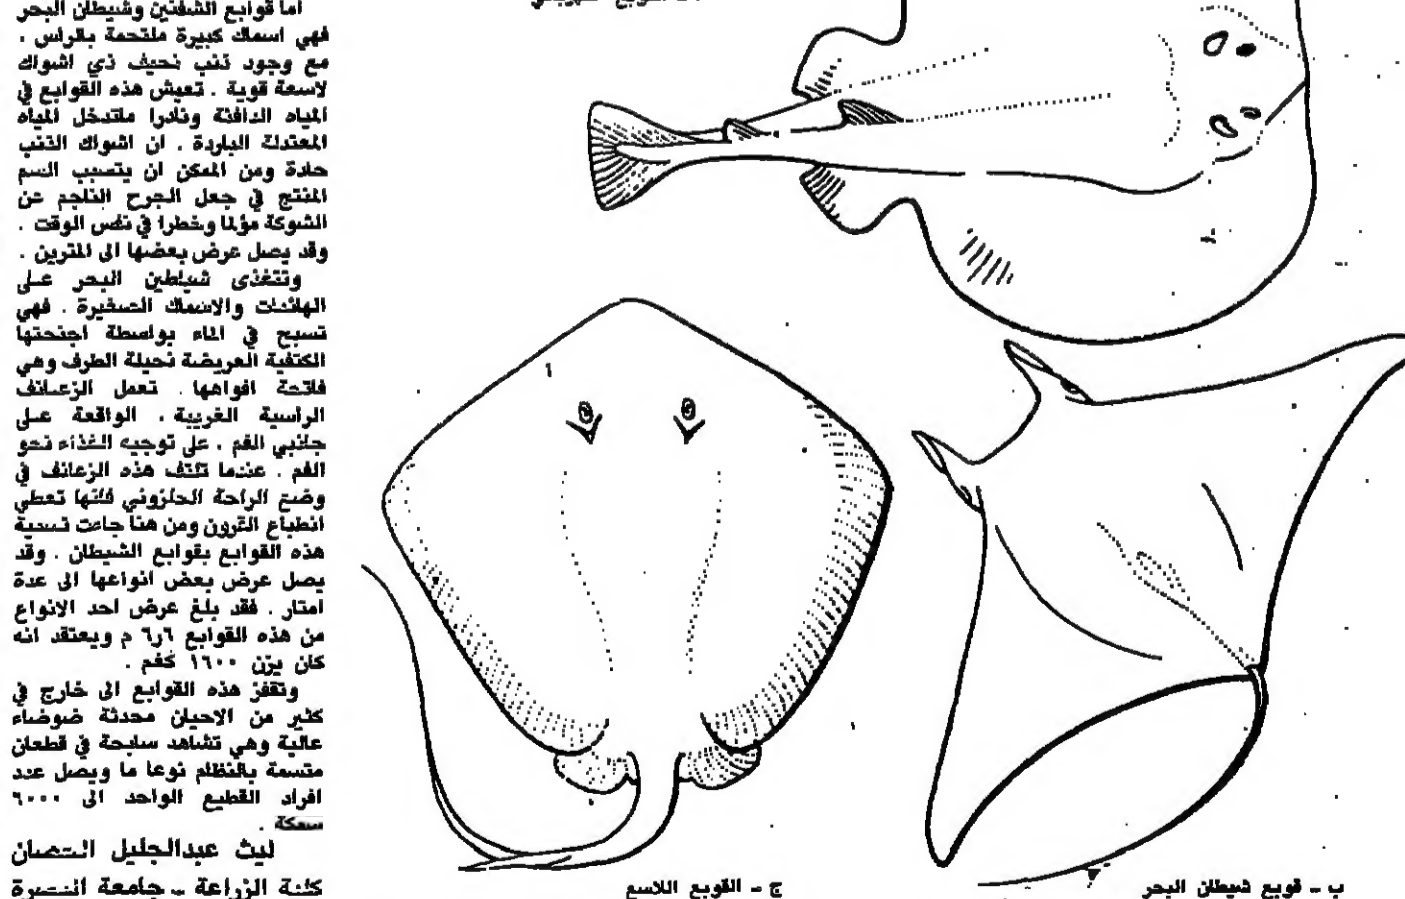 اما قوابع الشفتين وشيطان البحر
فهي اسماك كبيرة ملتحمة بالراس ،
مع وجود ذنب نحيف ذي اشواك
لاسعة قوية . تعيش هذه القوابع في
المياه الدافئة ونادرا ماتدخل المياه
المعتدلة الباردة . ان اشواك الذنب
حادة ومن الممكن ان يتسبب السم
المنتج في جعل الجرح الناجم عن
الشوكة مؤلما وخطرا في نفس الوقت .
وقد يصل عرض بعضها الى المترين .
وتتغذى شياطين البحر على
الهائمات والاسماك الصغيرة . فهي
تسبح في الماء بواسطة اجنحتها
الكتفية العريضة نحيلة الطرف وهي
فاتحة افواهها . تعمل الزعانف
الراسية الغريبة ، الواقعة على
جانبي الفم ، على توجيه الغذاء نحو
الفم . عندما تلتف هذه الزعانف في
وضع الراحة الحلزوني فانها تعطي
انطباع القرون ومن هنا جاءت تسمية
هذه القوابع بقوابع الشيطان . وقد
يصل عرض بعض انواعها الى عدة
امتار . فقد بلغ عرض احد الانواع
من هذه القوابع ٦ر٦ م ويعتقد انه
كان يزن ١٦٠٠ كغم .
وتقفز هذه القوابع الى خارج في
كثير من الاحيان محدثة ضوضاء
عالية وهي تشاهد سابحة في قطعان
متسمة بالنظام نوعا ما ويصل عدد
افراد القطيع الواحد الى ٦٠٠٠
سمكة .
ليث عبدالجليل الحصان
كلية الزراعة ـ جامعة البصرة
ج ـ القوبع اللاسع
ب ـ قوبع شيطان البحر